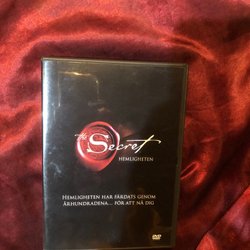 The Secret
HEMLIGHETEN
HEMLIGHETEN HAR FÄRDATS GENOM
ÅRHUNDRADENA... FÖR ATT NÅ DIG
DVD